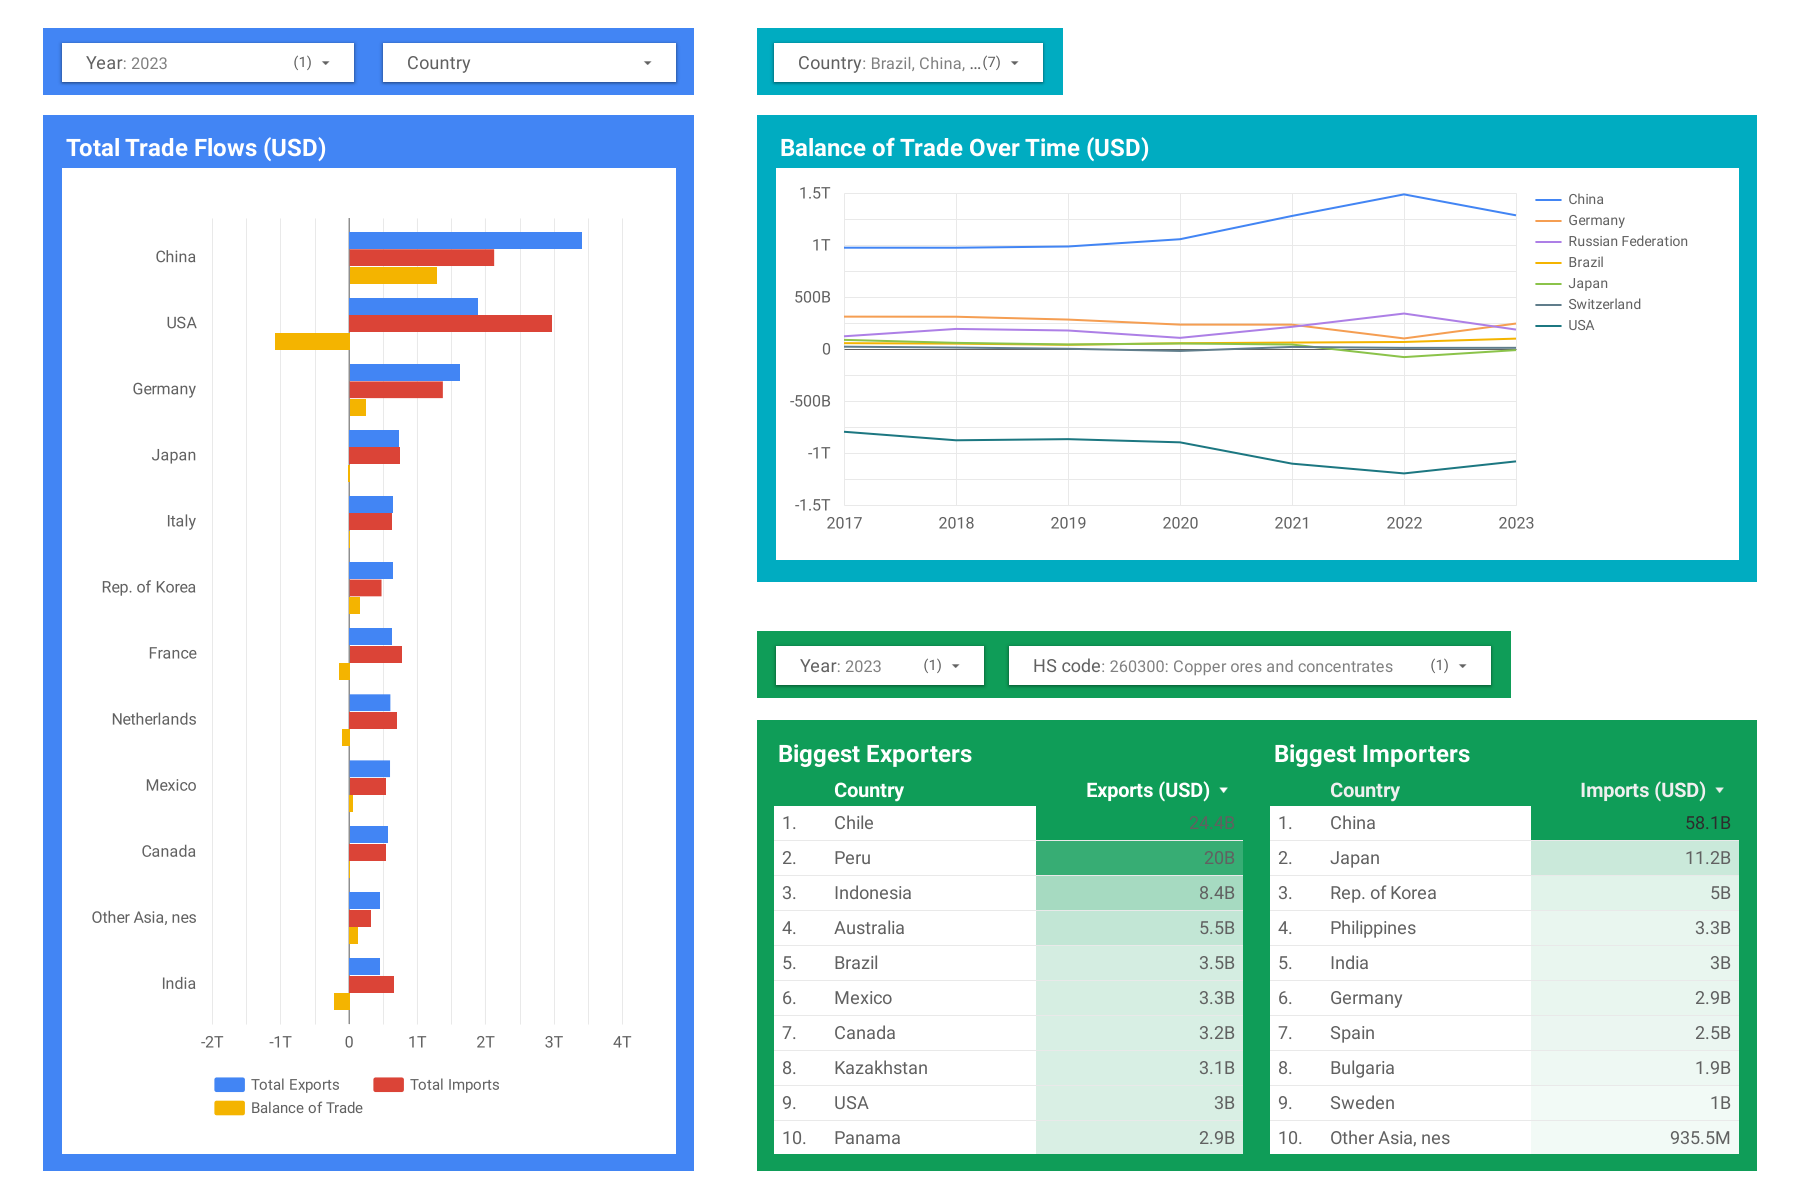 Year: 2023 (1)
Country
Total Trade Flows (USD)
China
USA
Germany
Japan
Italy
Rep. of Korea
France
Netherlands
Mexico
Canada
Other Asia, nes
India
-2T -1T 0 1T 2T 3T 4T
Total Exports Total Imports
Balance of Trade
Country: Brazil, China, ...(7)
Balance of Trade Over Time (USD)
1.5T
1T
500B
0
-500B
-1T
-1.5T
2017 2018 2019 2020 2021 2022 2023
China
Germany
Russian Federation
Brazil
Japan
Switzerland
USA
Year: 2023 (1)
HS code: 260300: Copper ores and concentrates (1)
Biggest Exporters
Country Exports (USD)
1. Chile 24.4B
2. Peru 20B
3. Indonesia 8.4B
4. Australia 5.5B
5. Brazil 3.5B
6. Mexico 3.3B
7. Canada 3.2B
8. Kazakhstan 3.1B
9. USA 3B
10. Panama 2.9B
Biggest Importers
Country Imports (USD)
1. China 58.1B
2. Japan 11.2B
3. Rep. of Korea 5B
4. Philippines 3.3B
5. India 3B
6. Germany 2.9B
7. Spain 2.5B
8. Bulgaria 1.9B
9. Sweden 1B
10. Other Asia, nes 935.5M